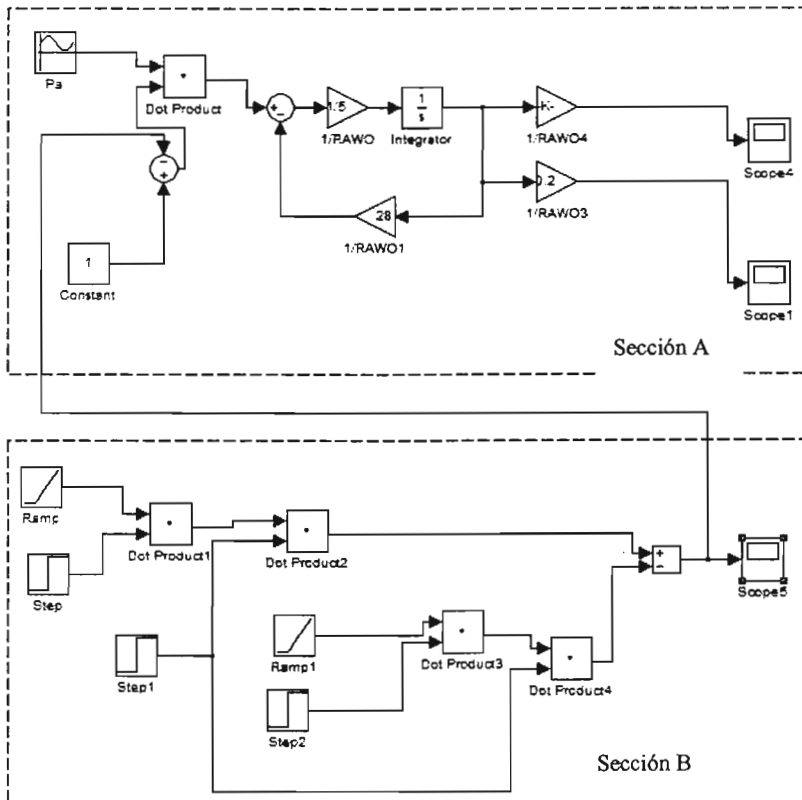 Pa
Dot Product
+
-
1/5
1/RAWO
1
s
Integrator
-K-
1/RAWO4
Scope4
-
+
.28
1/RAWO1
0.2
1/RAWO3
1
Constant
Scope1
Sección A
Ramp
Dot Product1
Dot Product2
+
-
Scope5
Step
Step1
Ramp1
Dot Product3
Dot Product4
Step2
Sección B